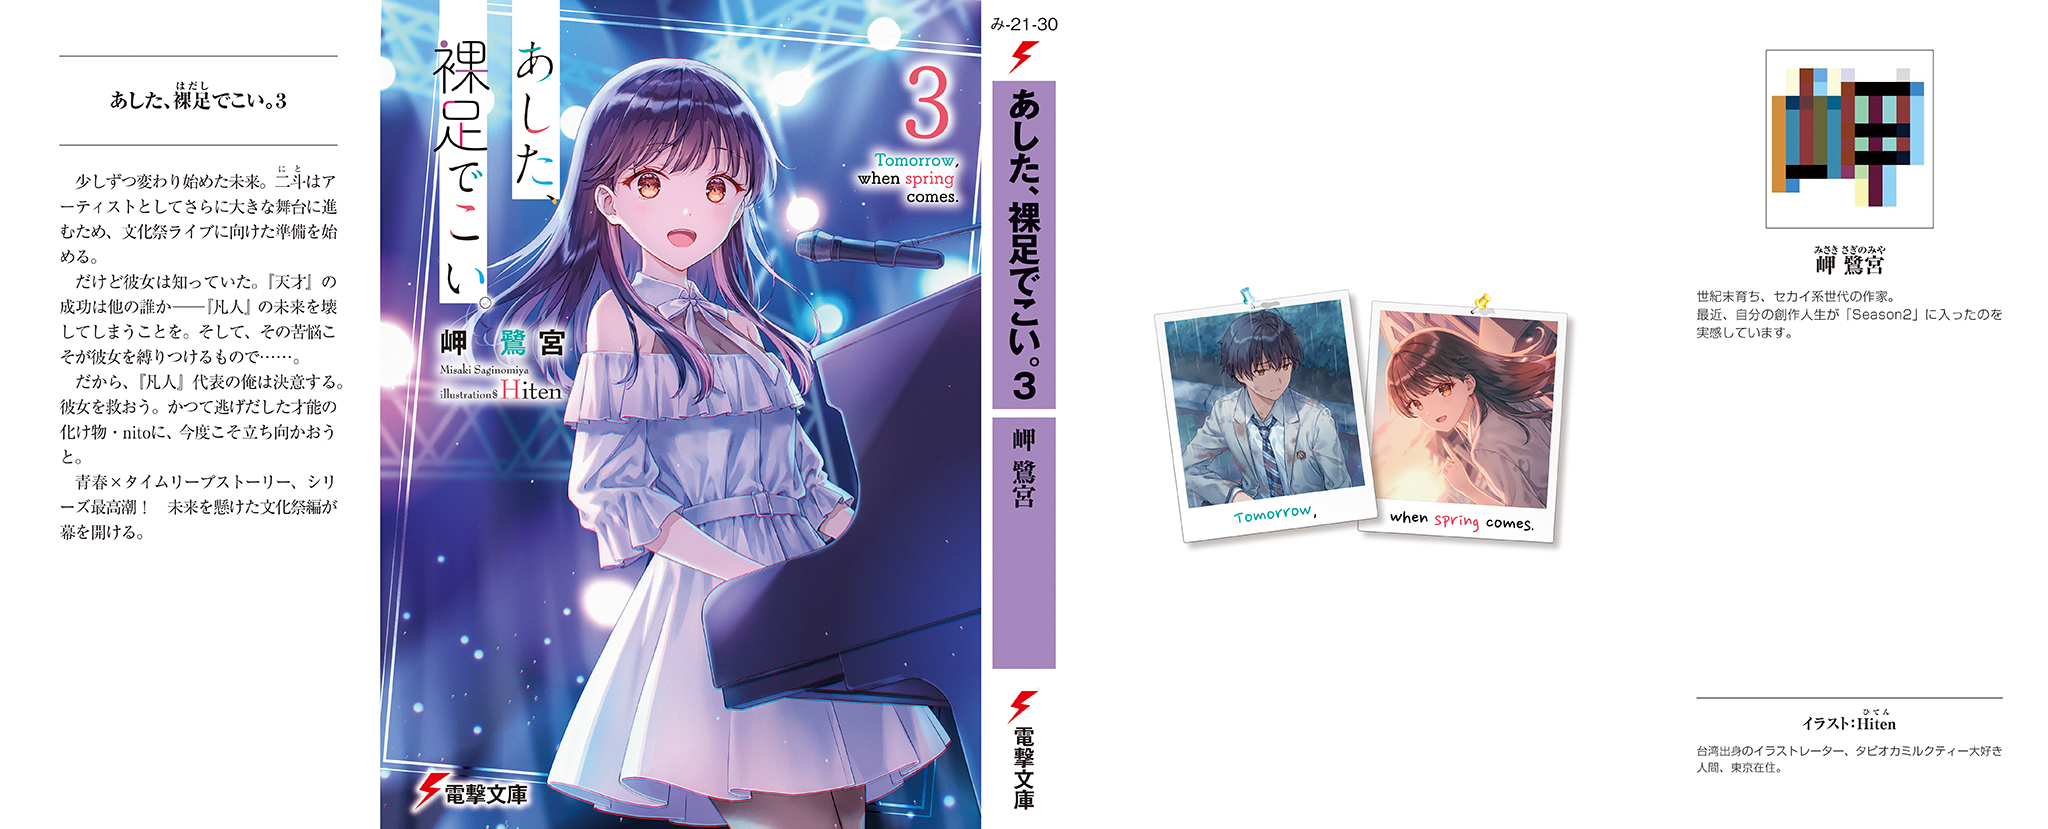 はだし
あした、裸足でこい。3
にと
少しずつ変わり始めた未来。二斗はア
ーティストとしてさらに大きな舞台に進
むため、文化祭ライブに向けた準備を始
める。
だけど彼女は知っていた。『天才』の
成功は他の誰か――『凡人』の未来を壊
してしまうことを。そして、その苦悩こ
そが彼女を縛りつけるもので……。
だから、『凡人』代表の俺は決意する。
彼女を救おう。かつて逃げだした才能の
化け物・nitoに、今度こそ立ち向かおう
と。
青春×タイムリープストーリー、シリ
ーズ最高潮！ 未来を懸けた文化祭編が
幕を開ける。
あした、
裸足でこい。
3
Tomorrow,
when spring
comes.
岬 鷺宮
Misaki Saginomiya
illustration§ Hiten
電撃文庫
み-21-30
あした、裸足でこい。3
岬 鷺宮
電撃文庫
Tomorrow,
when spring comes.
みさき さぎのみや
岬 鷺宮
世紀末育ち、セカイ系世代の作家。
最近、自分の創作人生が「Season2」に入ったのを
実感しています。
ひてん
イラスト：Hiten
台湾出身のイラストレーター、タピオカミルクティー大好き
人間、東京在住。